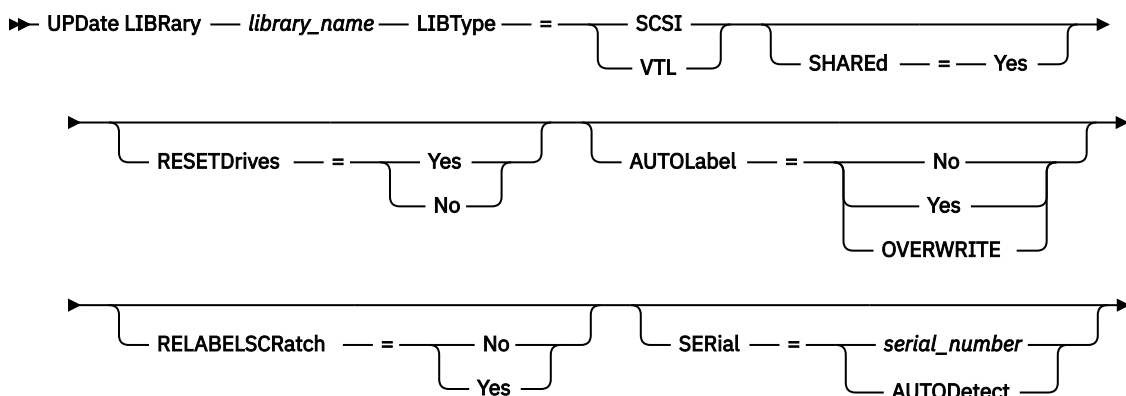 UPDate LIBRary library_name LIBType = SCSI
VTL
SHAREd = Yes
RESETDrives = Yes
No
AUTOLabel = No
Yes
OVERWRITE
RELABELSCRatch = No
Yes
SERial = serial_number
AUTODetect